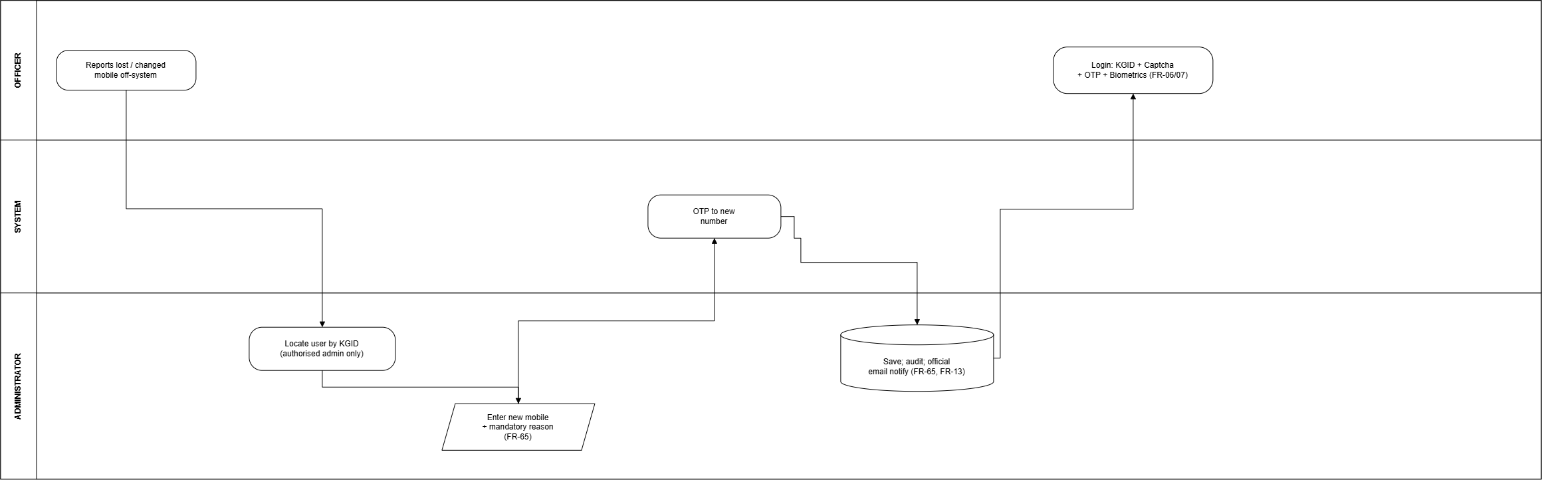 OFFICER
Reports lost / changed
mobile off-system
Login: KGID + Captcha
+ OTP + Biometrics (FR-06/07)
SYSTEM
OTP to new
number
ADMINISTRATOR
Locate user by KGID
(authorised admin only)
Enter new mobile
+ mandatory reason
(FR-65)
Save; audit; official
email notify (FR-65, FR-13)